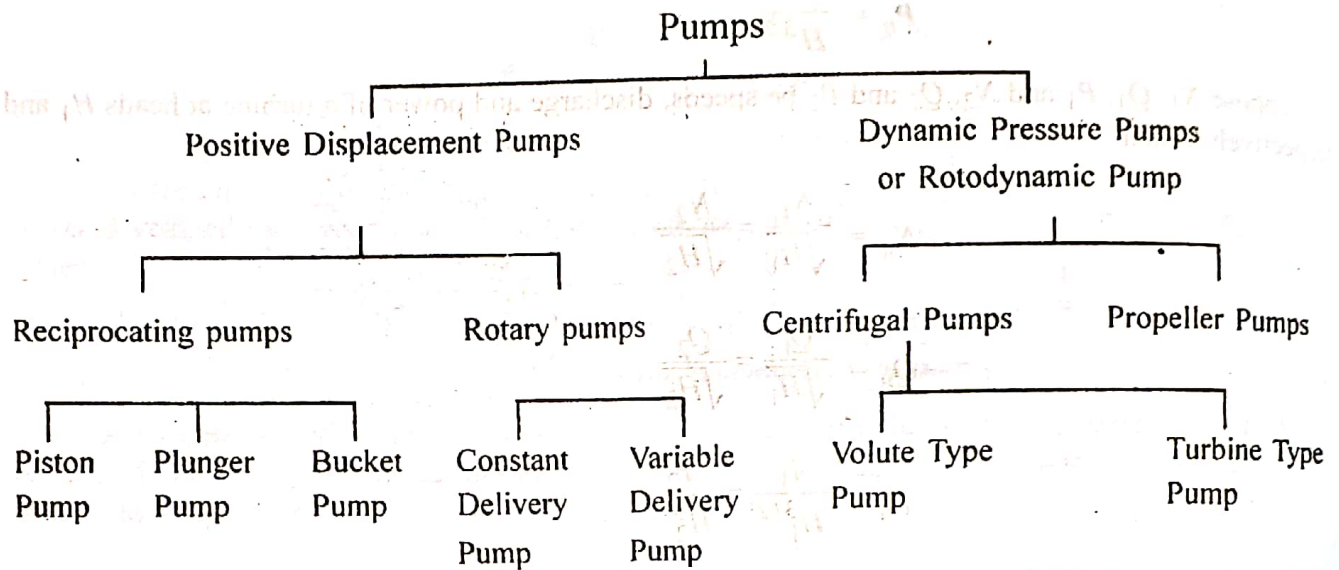 Pumps
Positive Displacement Pumps
Dynamic Pressure Pumps
or Rotodynamic Pump
Reciprocating pumps
Rotary pumps
Centrifugal Pumps
Propeller Pumps
Piston
Pump
Plunger
Pump
Bucket
Pump
Constant
Delivery
Pump
Variable
Delivery
Pump
Volute Type
Pump
Turbine Type
Pump